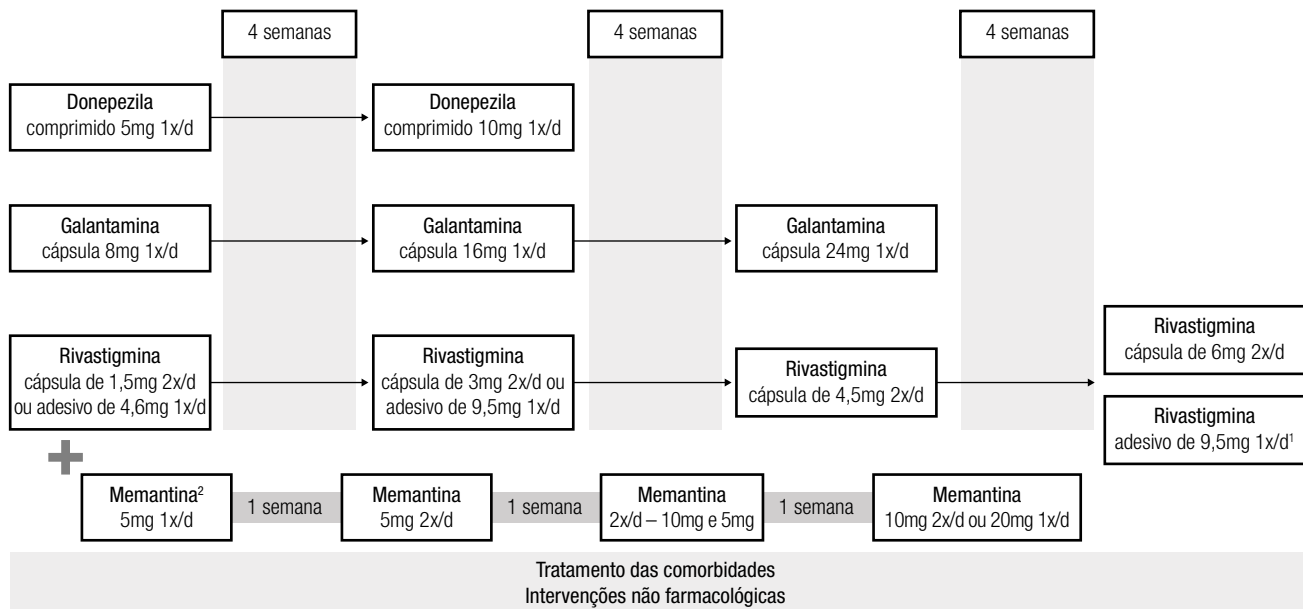 4 semanas
4 semanas
4 semanas
Donepezila
comprimido 5mg 1x/d
Donepezila
comprimido 10mg 1x/d
Galantamina
cápsula 8mg 1x/d
Galantamina
cápsula 16mg 1x/d
Galantamina
cápsula 24mg 1x/d
Rivastigmina
cápsula de 1,5mg 2x/d
ou adesivo de 4,6mg 1x/d
Rivastigmina
cápsula de 3mg 2x/d ou
adesivo de 9,5mg 1x/d
Rivastigmina
cápsula de 4,5mg 2x/d
Rivastigmina
cápsula de 6mg 2x/d
Rivastigmina
adesivo de 9,5mg 1x/d¹
+
Memantina²
5mg 1x/d
1 semana
Memantina
5mg 2x/d
1 semana
Memantina
2x/d – 10mg e 5mg
1 semana
Memantina
10mg 2x/d ou 20mg 1x/d
Tratamento das comorbidades
Intervenções não farmacológicas